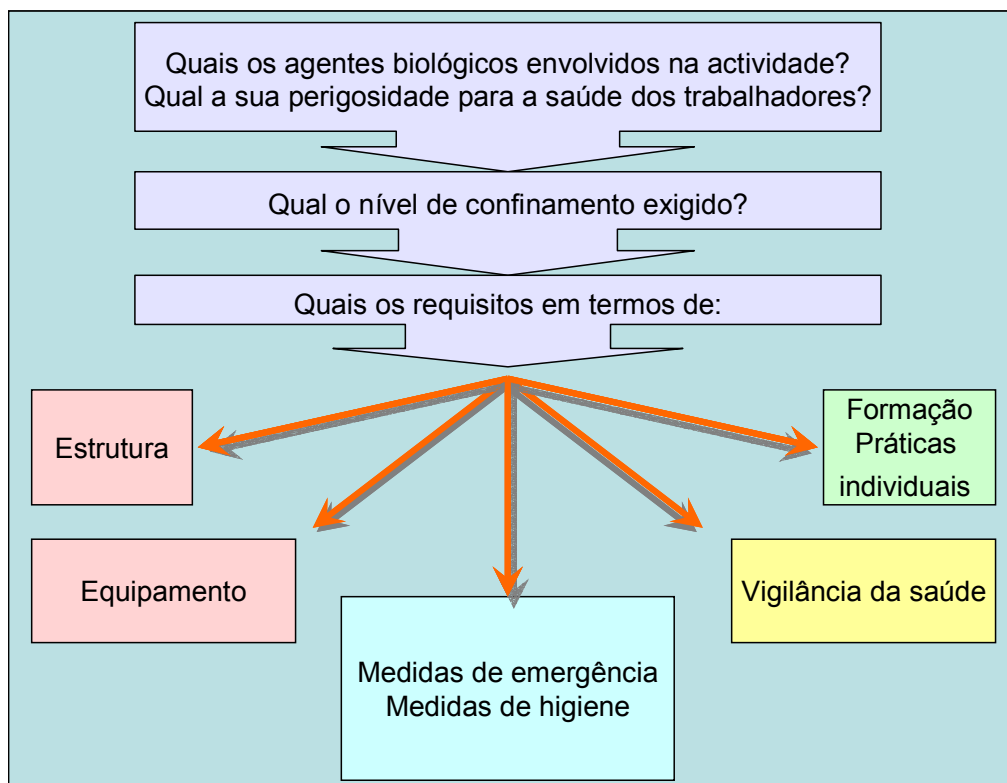 Quais os agentes biológicos envolvidos na actividade?
Qual a sua perigosidade para a saúde dos trabalhadores?
Qual o nível de confinamento exigido?
Quais os requisitos em termos de:
Estrutura
Formação
Práticas
individuais
Equipamento
Vigilância da saúde
Medidas de emergência
Medidas de higiene